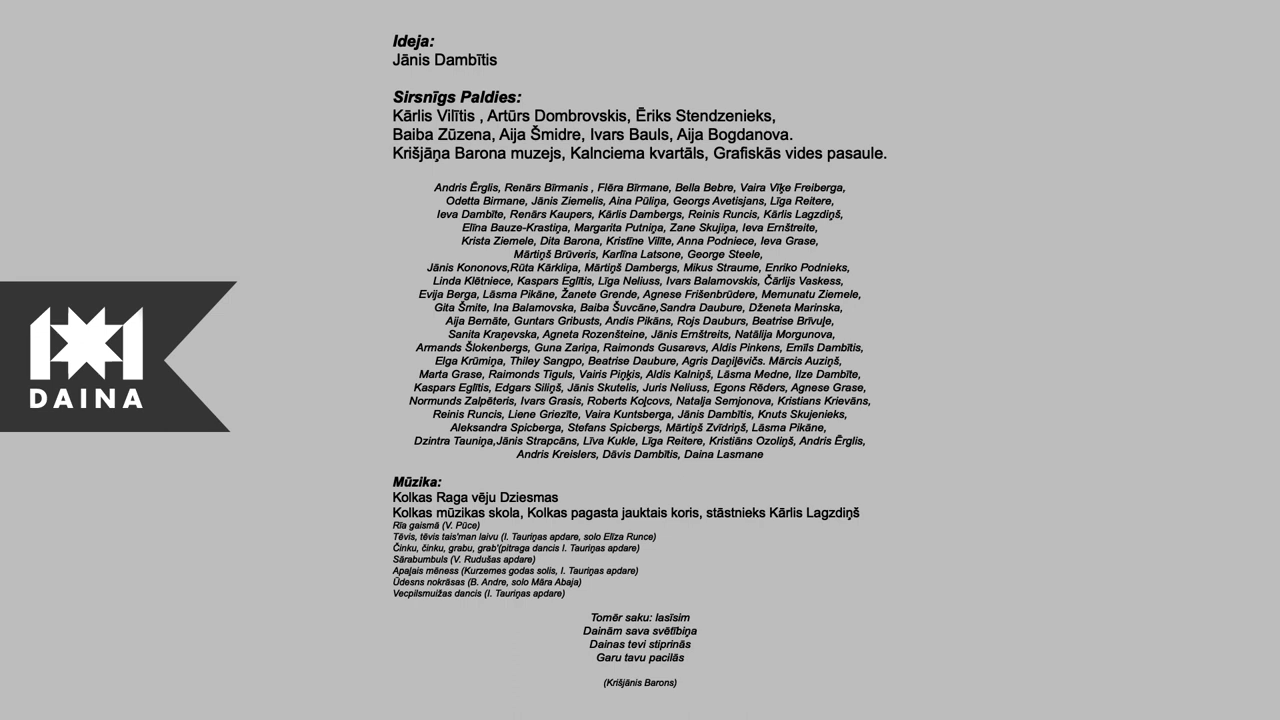 Ideja:
Jānis Dambītis
Sirsnīgs Paldies:
Kārlis Vilītis , Artūrs Dombrovskis, Ēriks Stendzenieks,
Baiba Zūzena, Aija Šmidre, Ivars Bauls, Aija Bogdanova.
Krišjāņa Barona muzejs, Kalnciema kvartāls, Grafiskās vides pasaule.
Andris Ērglis, Renārs Bīrmanis , Flēra Bīrmane, Bella Bebre, Vaira Vīķe Freiberga,
Odetta Birmane, Jānis Ziemelis, Aina Pūliņa, Georgs Avetisjans, Līga Reitere,
Ieva Dambīte, Renārs Kaupers, Kārlis Dambergs, Reinis Runcis, Kārlis Lagzdiņš,
Elīna Bauze-Krastiņa, Margarita Putniņa, Zane Skujiņa, Ieva Ernštreite,
Krista Ziemele, Dita Barona, Kristīne Vilīte, Anna Podniece, Ieva Grase,
Mārtiņš Brūveris, Karlīna Latsone, George Steele,
Jānis Kononovs,Rūta Kārkliņa, Mārtiņš Dambergs, Mikus Straume, Enriko Podnieks,
Linda Klētniece, Kaspars Eglītis, Līga Neliuss, Ivars Balamovskis, Čārlijs Vaskess,
Evija Berga, Lāsma Pikāne, Žanete Grende, Agnese Frišenbrūdere, Memunatu Ziemele,
Gita Šmite, Ina Balamovska, Baiba Šuvcāne,Sandra Daubure, Dženeta Marinska,
Aija Bernāte, Guntars Gribusts, Andis Pikāns, Rojs Dauburs, Beatrise Brīvuļe,
Sanita Kraņevska, Agneta Rozenšteine, Jānis Ernštreits, Natālija Morgunova,
Armands Šlokenbergs, Guna Zariņa, Raimonds Gusarevs, Aldis Pinkens, Emīls Dambītis,
Elga Krūmiņa, Thiley Sangpo, Beatrise Daubure, Agris Daņiļēvičs. Mārcis Auziņš,
Marta Grase, Raimonds Tiguls, Vairis Piņķis, Aldis Kalniņš, Lāsma Medne, Ilze Dambīte,
Kaspars Eglītis, Edgars Siliņš, Jānis Skutelis, Juris Neliuss, Egons Rēders, Agnese Grase,
Normunds Zalpēteris, Ivars Grasis, Roberts Koļcovs, Natalja Semjonova, Kristians Krievāns,
Reinis Runcis, Liene Griezīte, Vaira Kuntsberga, Jānis Dambītis, Knuts Skujenieks,
Aleksandra Spicberga, Stefans Spicbergs, Mārtiņš Zvīdriņš, Lāsma Pikāne,
Dzintra Tauniņa,Jānis Strapcāns, Līva Kukle, Līga Reitere, Kristiāns Ozoliņš, Andris Ērglis,
Andris Kreislers, Dāvis Dambītis, Daina Lasmane
DAINA
Mūzika:
Kolkas Raga vēju Dziesmas
Kolkas mūzikas skola, Kolkas pagasta jauktais koris, stāstnieks Kārlis Lagzdiņš
Rīa gaismā (V. Pūce)
Tēvis, tēvis tais'man laivu (I. Tauriņas apdare, solo Elīza Runce)
Činku, činku, grabu, grab'(pitraga dancis I. Tauriņas apdare)
Sārabumbuls (V. Rudušas apdare)
Apaļais mēness (Kurzemes godas solis, I. Tauriņas apdare)
Ūdesns nokrāsas (B. Andre, solo Māra Abaja)
Vecpilsmuižas dancis (I. Tauriņas apdare)
Tomēr saku: lasīsim
Dainām sava svētībiņa
Dainas tevi stiprinās
Garu tavu pacilās
(Krišjānis Barons)